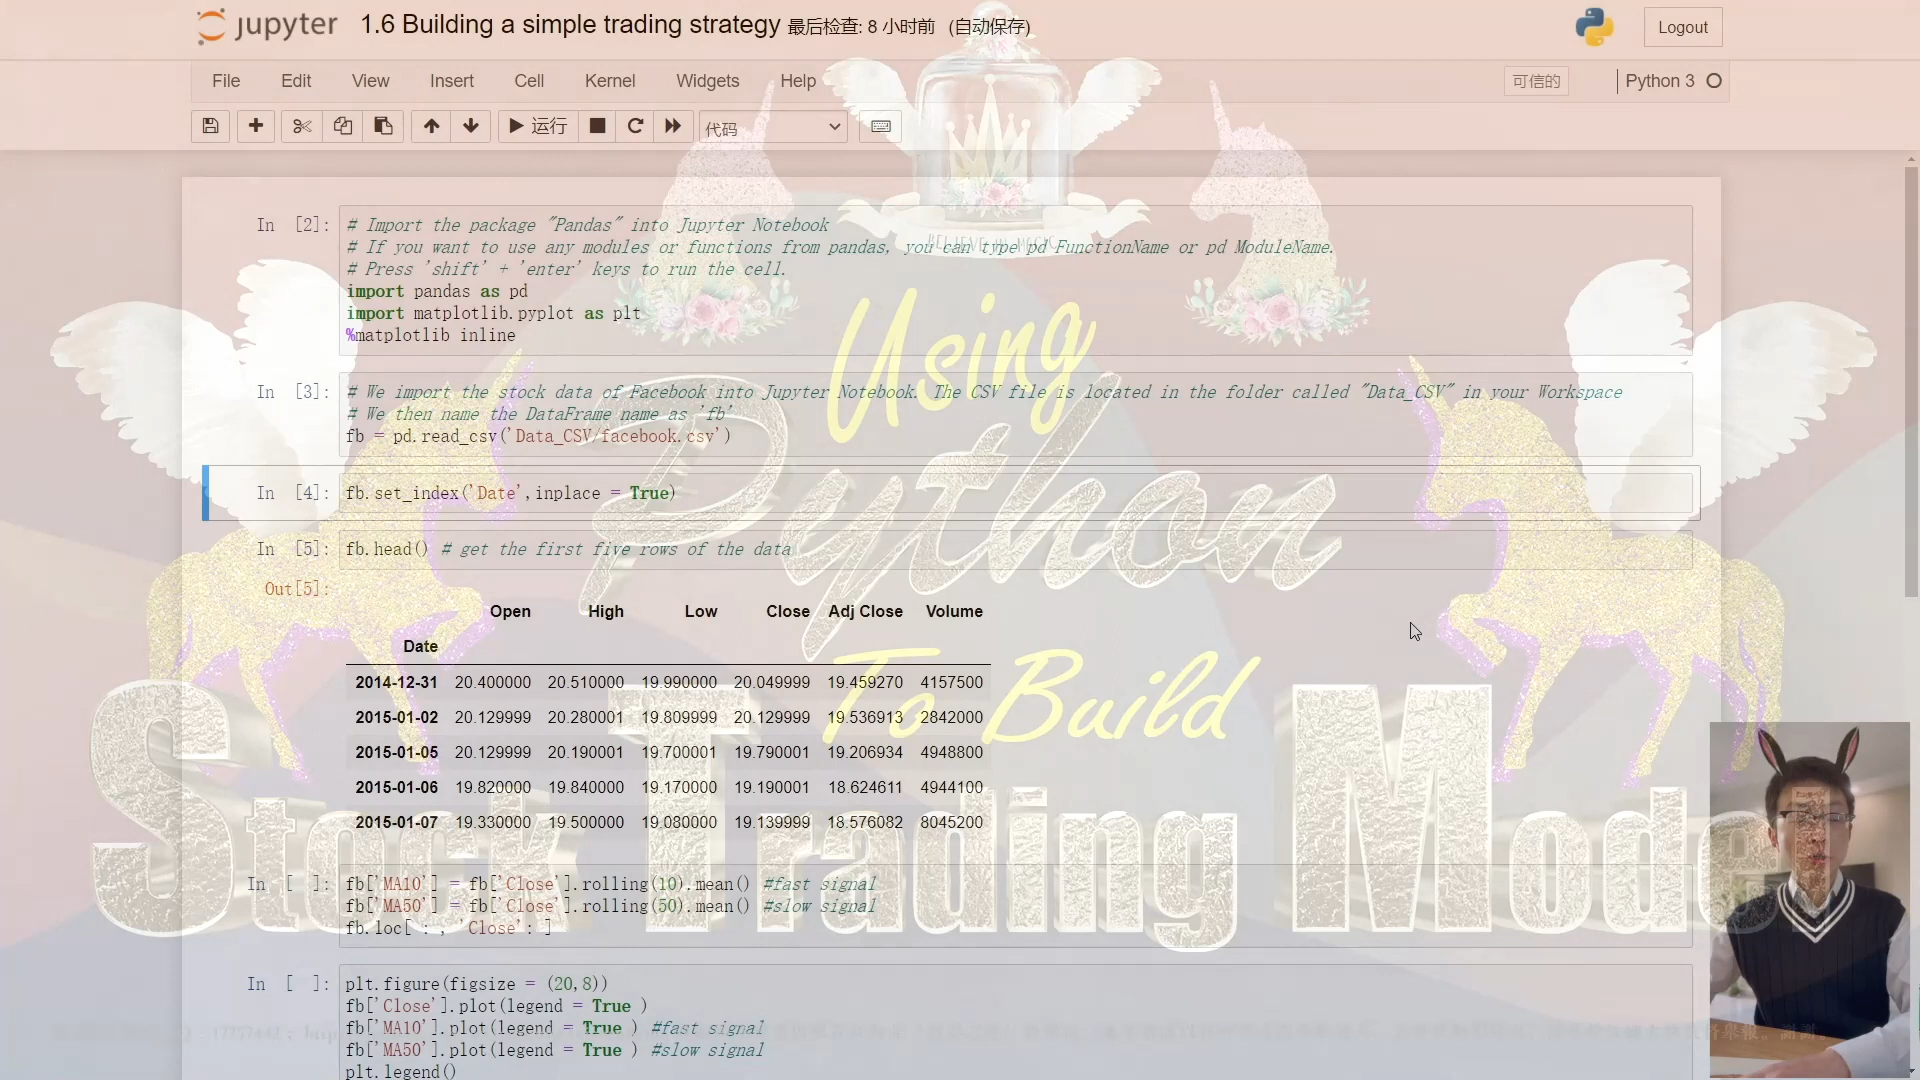 jupyter 1.6 Building a simple trading strategy 最后检查: 8 小时前 (自动保存)
Logout
File Edit View Insert Cell Kernel Widgets Help
可信的 Python 3
运行 代码
BELIEVE IN MAGIC
In [2]:
# Import the package "Pandas" into Jupyter Notebook
# If you want to use any modules or functions from pandas, you can type pd FunctionName or pd ModuleName.
# Press 'shift' + 'enter' keys to run the cell.
import pandas as pd
import matplotlib.pyplot as plt
%matplotlib inline
In [3]:
# We import the stock data of Facebook into Jupyter Notebook. The CSV file is located in the folder called "Data_CSV" in your Workspace
# We then name the DataFrame name as 'fb'
fb = pd.read_csv('Data_CSV/facebook.csv')
In [4]: fb.set_index('Date',inplace = True)
In [5]: fb.head() # get the first five rows of the data
Out[5]:
Open High Low Close Adj Close Volume
Date
2014-12-31 20.400000 20.510000 19.990000 20.049999 19.459270 4157500
2015-01-02 20.129999 20.280001 19.809999 20.129999 19.536913 2842000
2015-01-05 20.129999 20.190001 19.700001 19.790001 19.206934 4948800
2015-01-06 19.820000 19.840000 19.170000 19.190001 18.624611 4944100
2015-01-07 19.330000 19.500000 19.080000 19.139999 18.576082 8045200
In [ ]:
fb['MA10'] = fb['Close'].rolling(10).mean() #fast signal
fb['MA50'] = fb['Close'].rolling(50).mean() #slow signal
fb.loc[ : , 'Close': ]
In [ ]:
plt.figure(figsize = (20,8))
fb['Close'].plot(legend = True )
fb['MA10'].plot(legend = True ) #fast signal
fb['MA50'].plot(legend = True ) #slow signal
plt.legend()
Using
Python
To Build
Stock Trading Mode